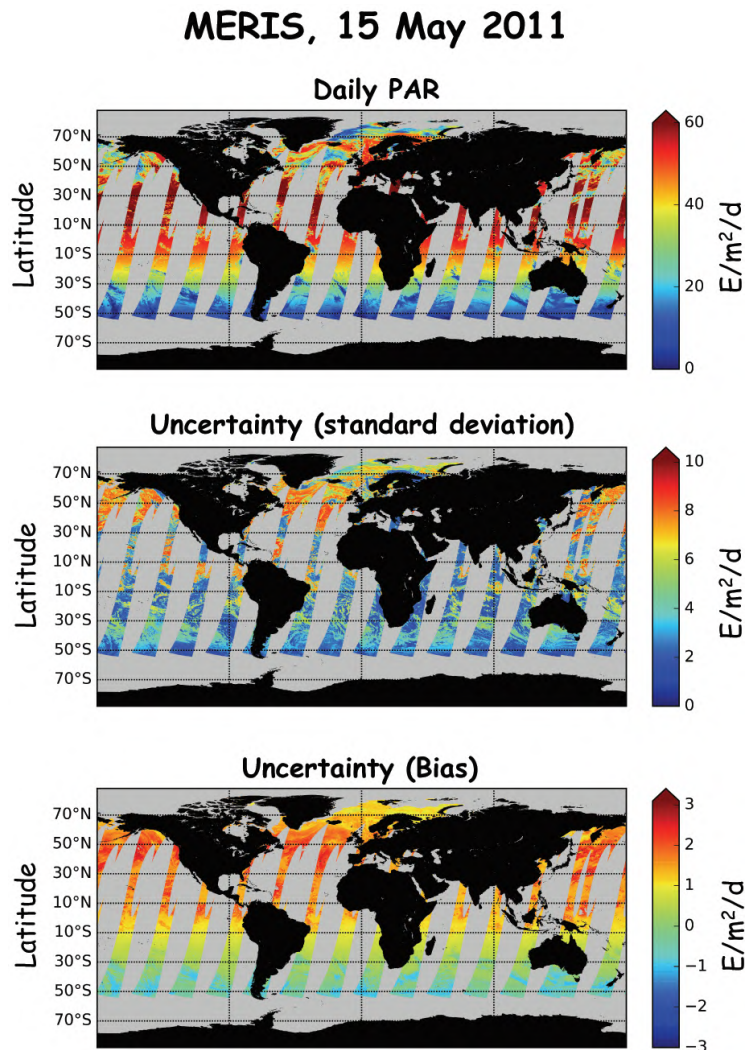 MERIS, 15 May 2011
Daily PAR
70°N
50°N
30°N
10°N
10°S
30°S
50°S
70°S
Latitude
60
40
20
0
E/m²/d
Uncertainty (standard deviation)
70°N
50°N
30°N
10°N
10°S
30°S
50°S
70°S
Latitude
10
8
6
4
2
0
E/m²/d
Uncertainty (Bias)
70°N
50°N
30°N
10°N
10°S
30°S
50°S
70°S
Latitude
3
2
1
0
−1
−2
−3
E/m²/d